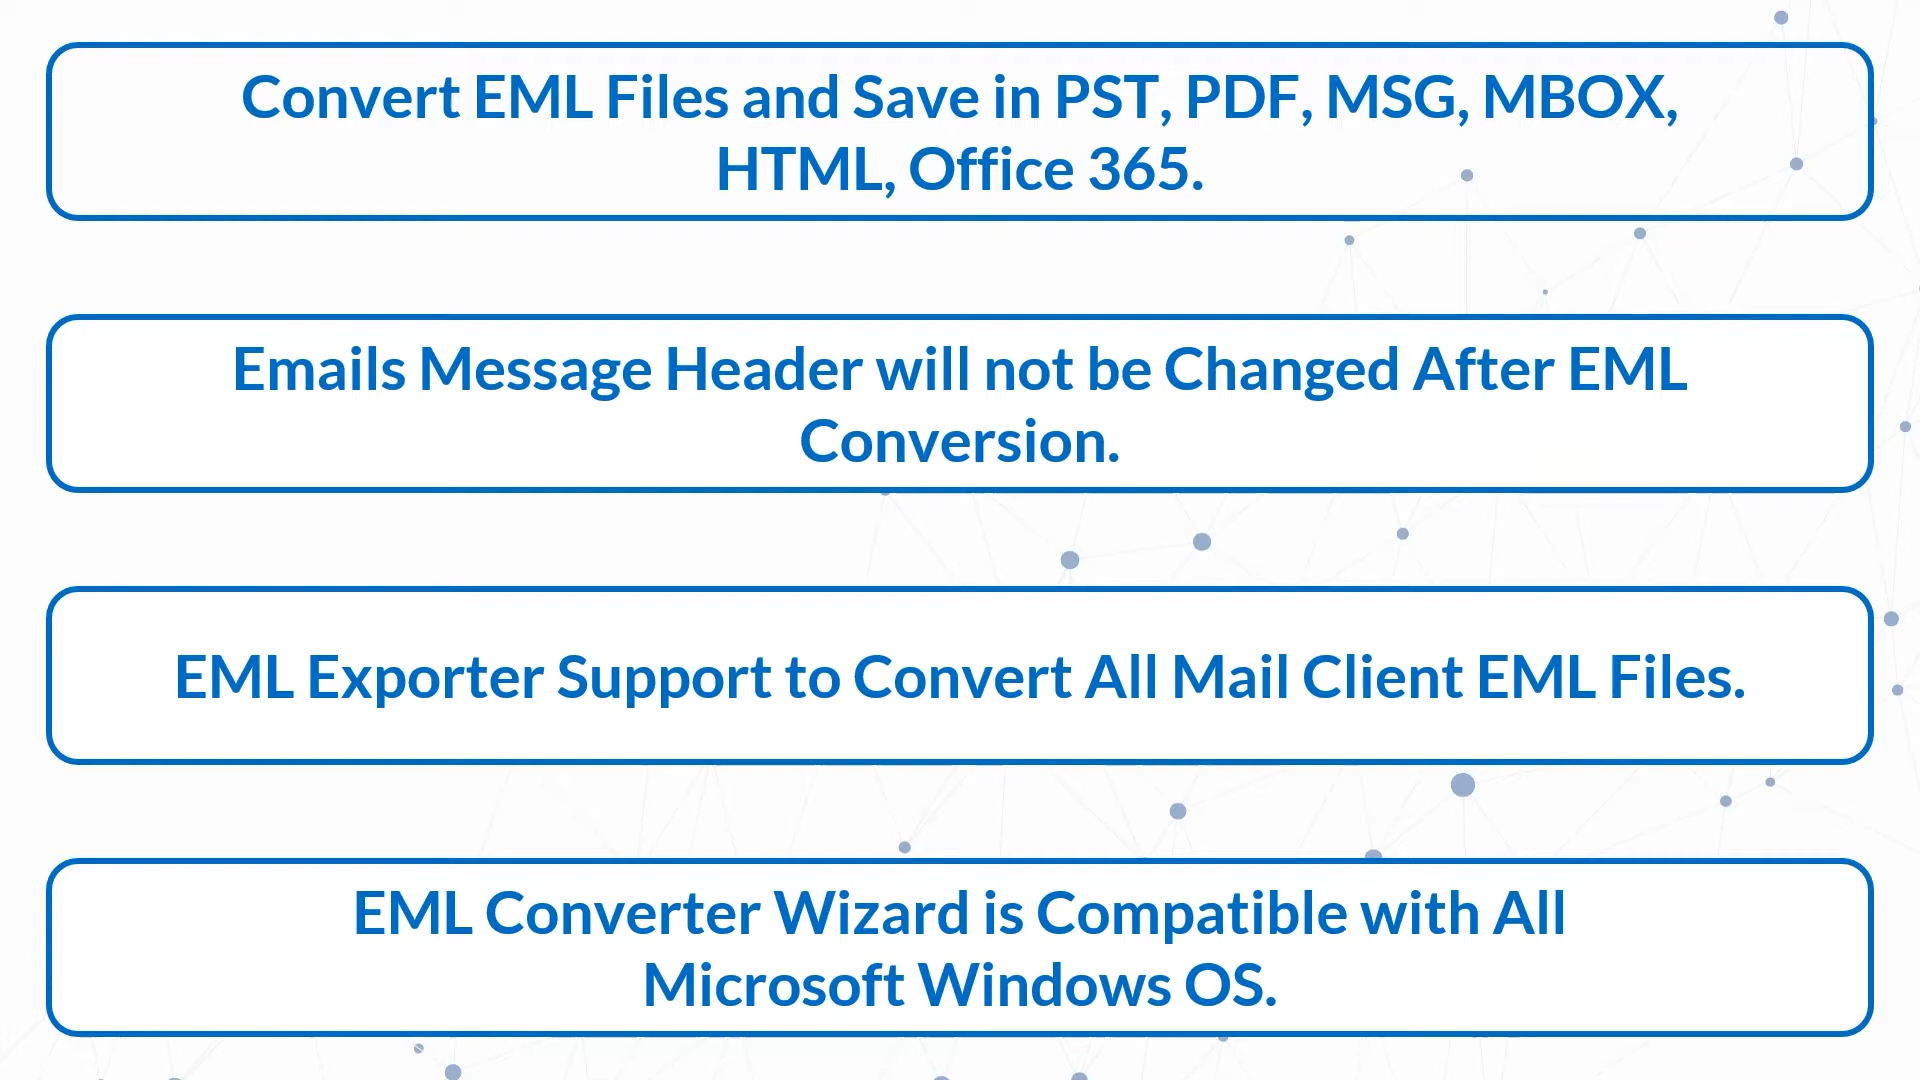 Convert EML Files and Save in PST, PDF, MSG, MBOX,
HTML, Office 365.
Emails Message Header will not be Changed After EML
Conversion.
EML Exporter Support to Convert All Mail Client EML Files.
EML Converter Wizard is Compatible with All
Microsoft Windows OS.